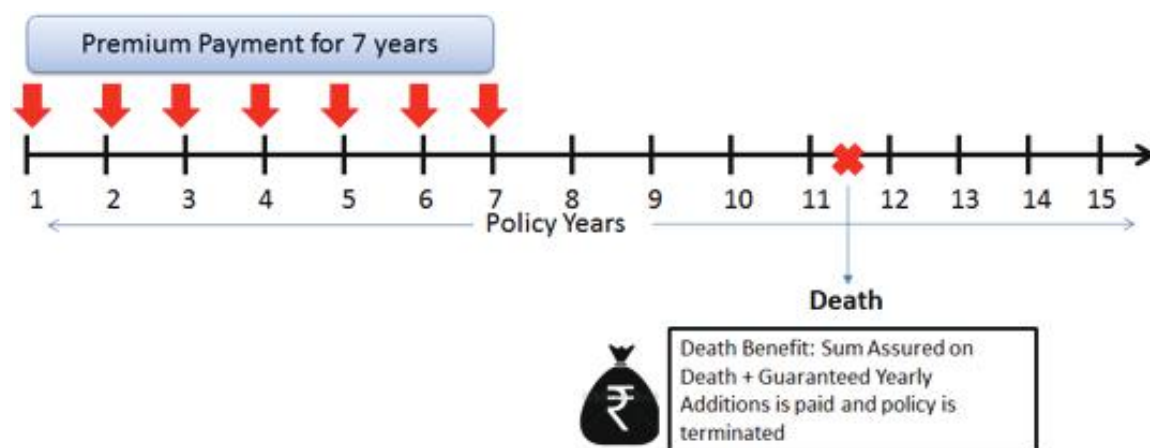 Premium Payment for 7 years
1 2 3 4 5 6 7 8 9 10 11 12 13 14 15
Policy Years
Death
₹
Death Benefit: Sum Assured on
Death + Guaranteed Yearly
Additions is paid and policy is
terminated